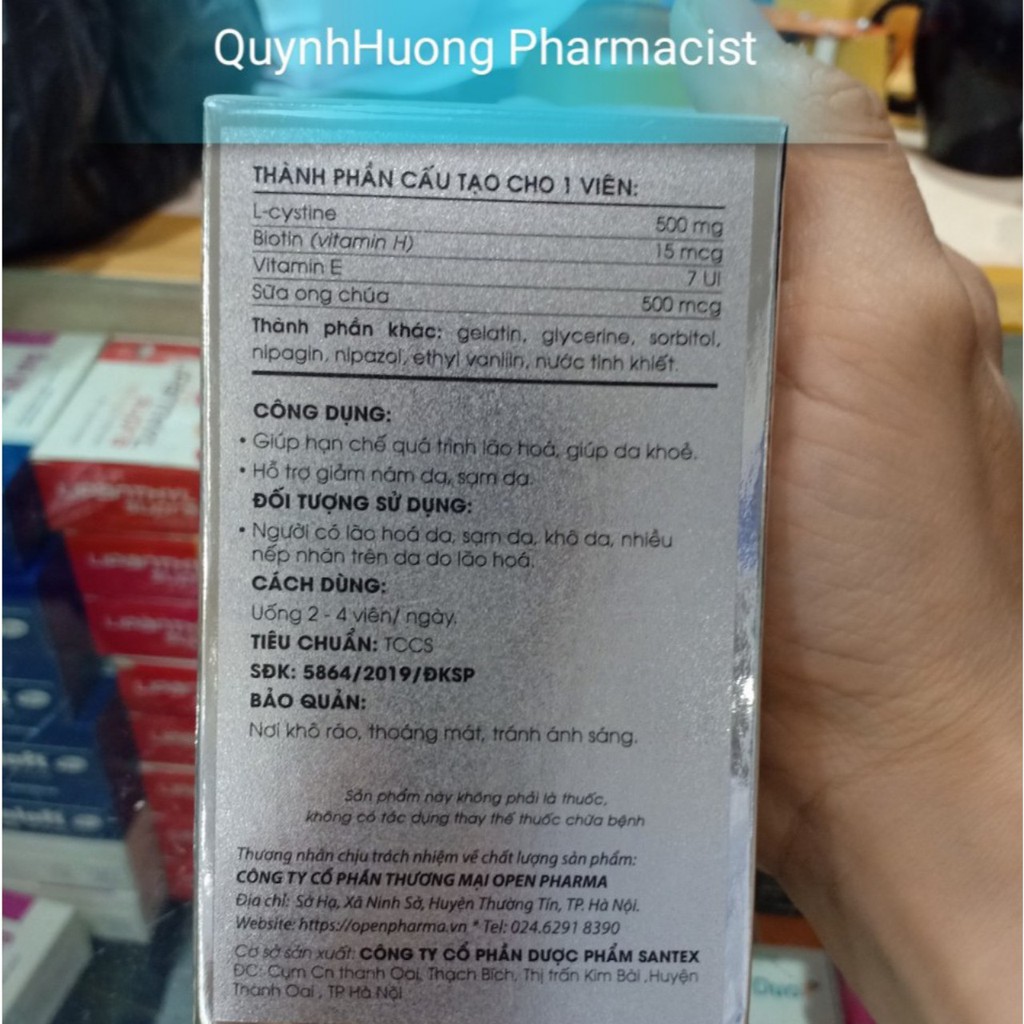 QuynhHuong Pharmacist
THÀNH PHẦN CẤU TẠO CHO 1 VIÊN:
L-cystine 500 mg
Biotin (vitamin H) 15 mcg
Vitamin E 7 UI
Sữa ong chúa 500 mcg
Thành phần khác: gelatin, glycerine, sorbitol,
nipagin, nipazol, ethyl vanliin, nước tinh khiết.
CÔNG DỤNG:
• Giúp hạn chế quá trình lão hoá, giúp da khoẻ.
• Hỗ trợ giảm nám da, sạm da.
ĐỐI TƯỢNG SỬ DỤNG:
• Người có lão hoá da, sạm da, khô da, nhiều
nếp nhăn trên da do lão hoá.
CÁCH DÙNG:
Uống 2 - 4 viên/ ngày.
TIÊU CHUẨN: TCCS
SĐK: 5864/2019/ĐKSP
BẢO QUẢN:
Nơi khô ráo, thoáng mát, tránh ánh sáng.
Sản phẩm này không phải là thuốc,
không có tác dụng thay thế thuốc chữa bệnh
Thương nhân chịu trách nhiệm về chất lượng sản phẩm:
CÔNG TY CỔ PHẦN THƯƠNG MẠI OPEN PHARMA
Địa chỉ: Sở Hạ, Xã Ninh Sở, Huyện Thường Tín, TP. Hà Nội.
Website: https://openpharma.vn * Tel: 024.6291 8390
Cơ sở sản xuất: CÔNG TY CỔ PHẦN DƯỢC PHẨM SANTEX
ĐC: Cụm Cn thanh Oai, Thạch Bích, Thị trấn Kim Bài ,Huyện
Thanh Oai , TP Hà Nội